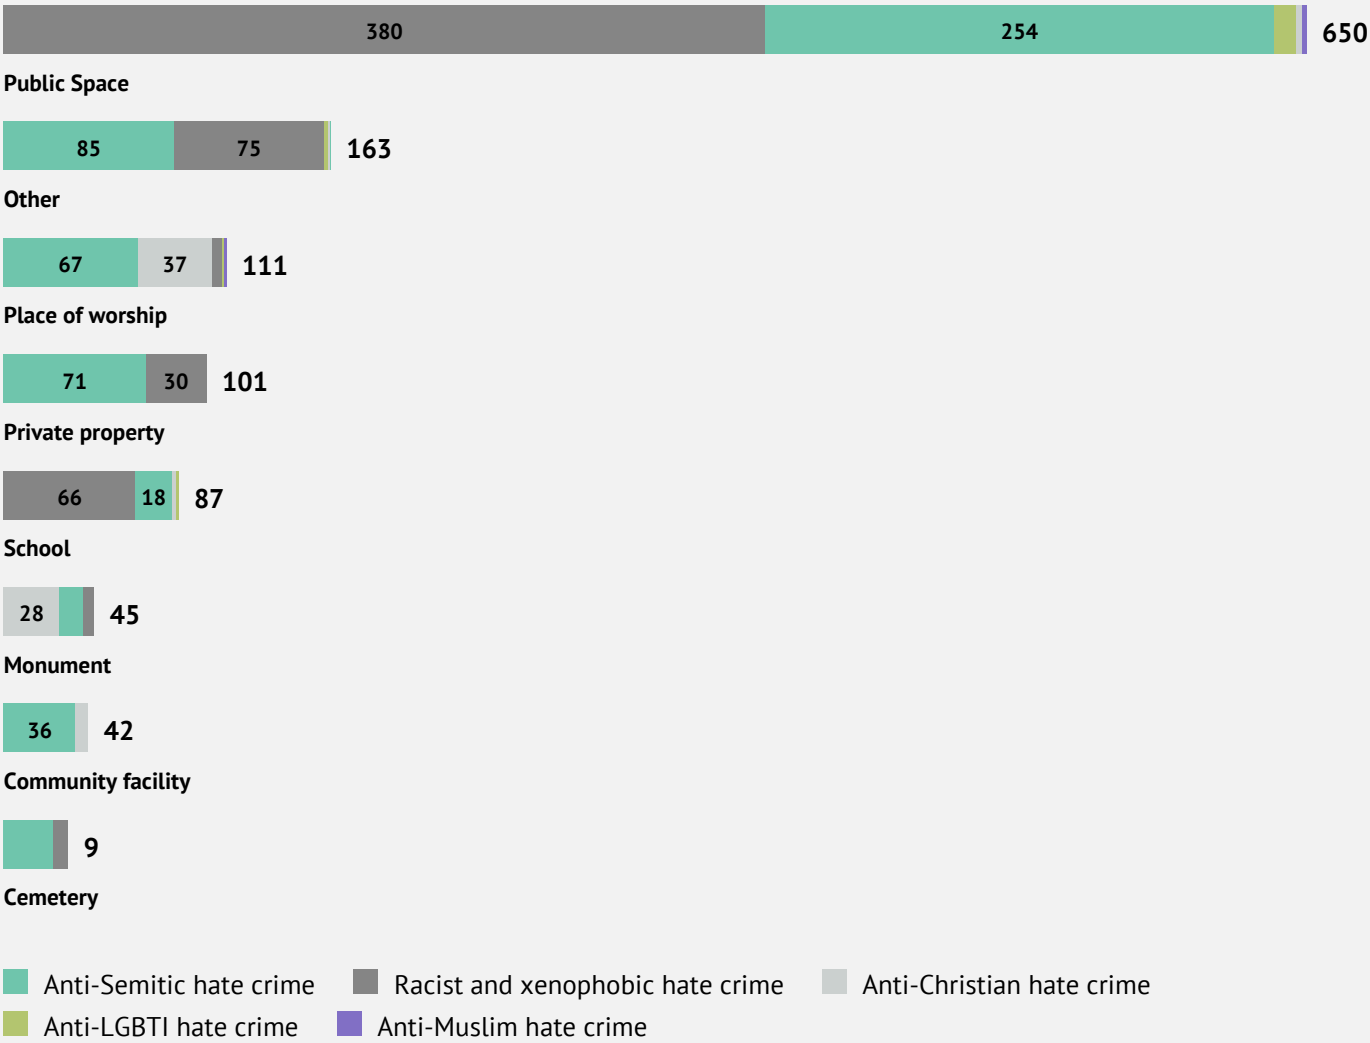 380 254 650
Public Space
85 75 163
Other
67 37 111
Place of worship
71 30 101
Private property
66 18 87
School
28 45
Monument
36 42
Community facility
9
Cemetery
Anti-Semitic hate crime Racist and xenophobic hate crime Anti-Christian hate crime
Anti-LGBTI hate crime Anti-Muslim hate crime